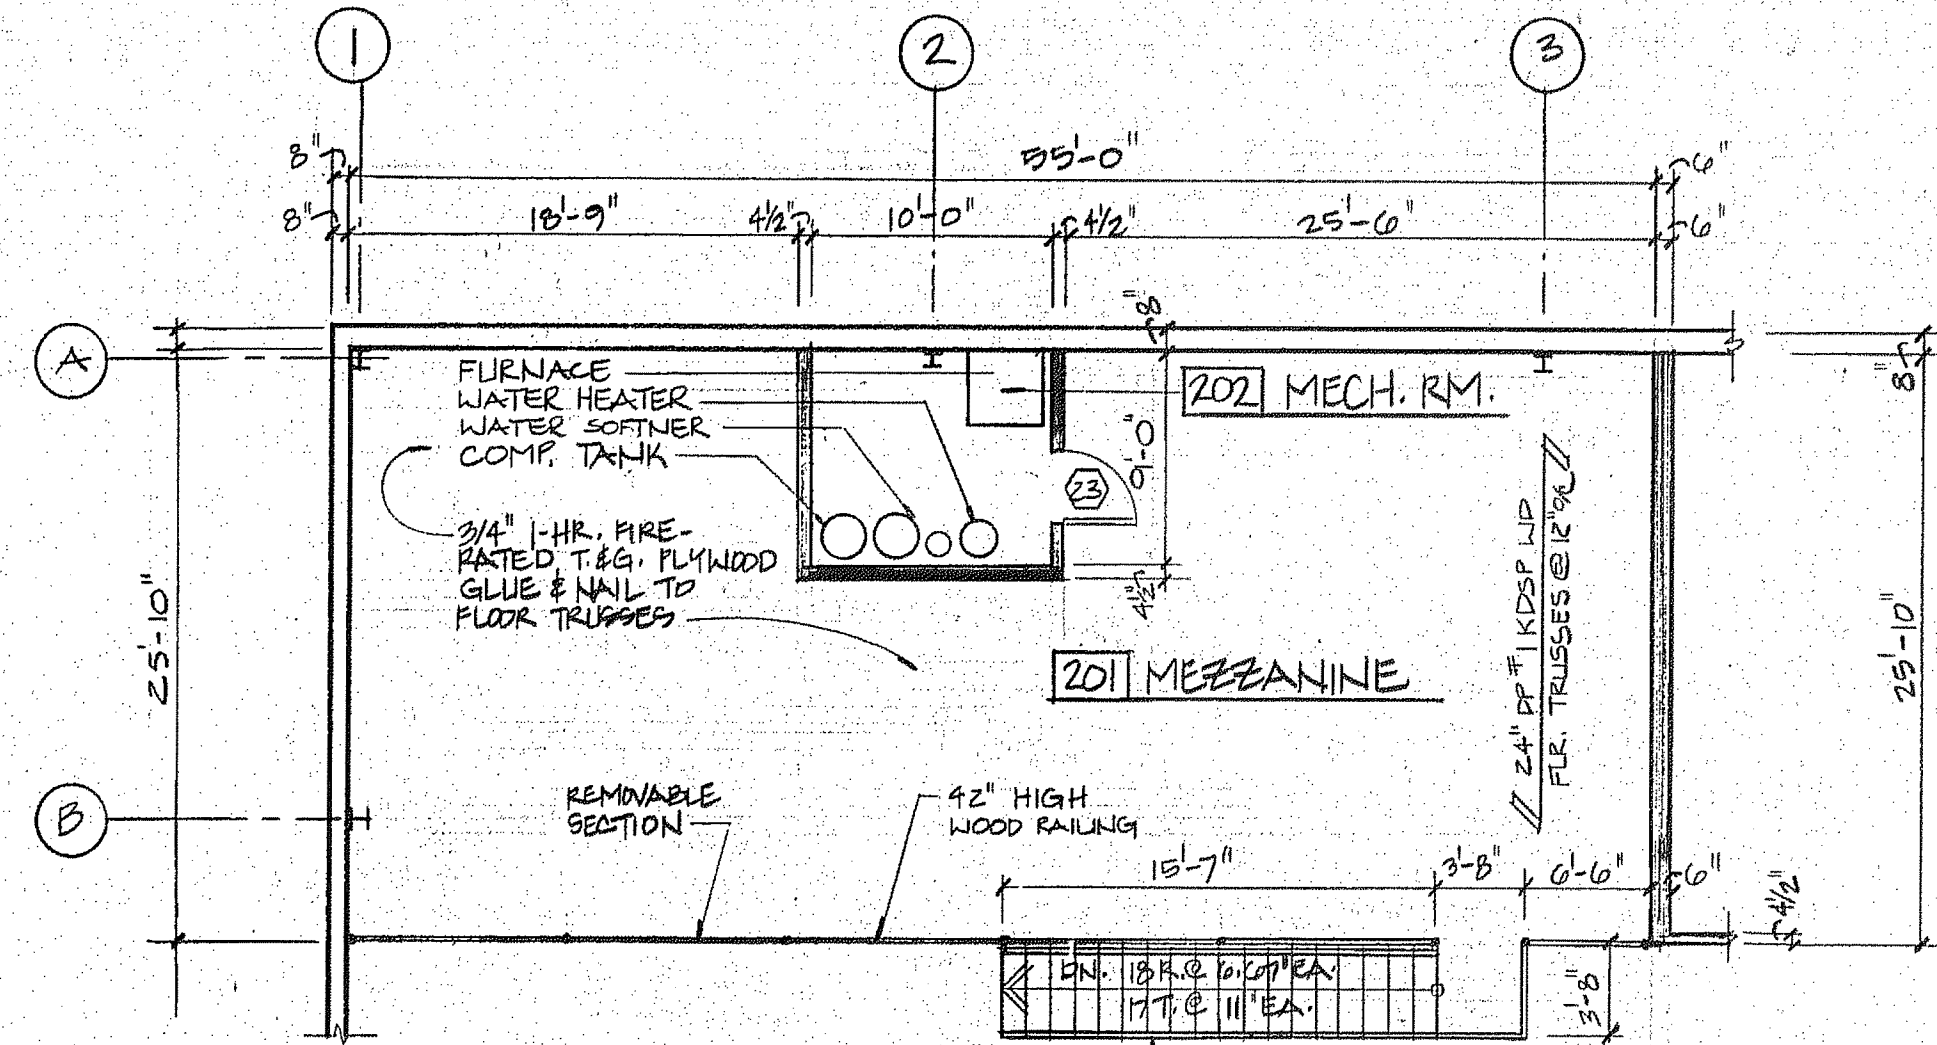 1
2
3
8"
55'-0"
6"
8"
18'-9"
4½"
10'-0"
4½"
25'-6"
6"
A
8"
8"
FURNACE
WATER HEATER
WATER SOFTNER
COMP. TANK
202 MECH. RM.
9'-0"
23
3/4" 1-HR. FIRE-
RATED, T.&G. PLYWOOD
GLUE & NAIL TO
FLOOR TRUSSES
4½"
25'-10"
201 MEZZANINE
24" DP #1 KDSP WD
FLR. TRUSSES @ 12" o/c
25'-10"
B
REMOVABLE
SECTION
42" HIGH
WOOD RAILING
15'-7"
3'-8"
6'-6"
6"
4½"
DN. 18 R. @ 6.67" EA.
17 T. @ 11" EA.
3'-8"